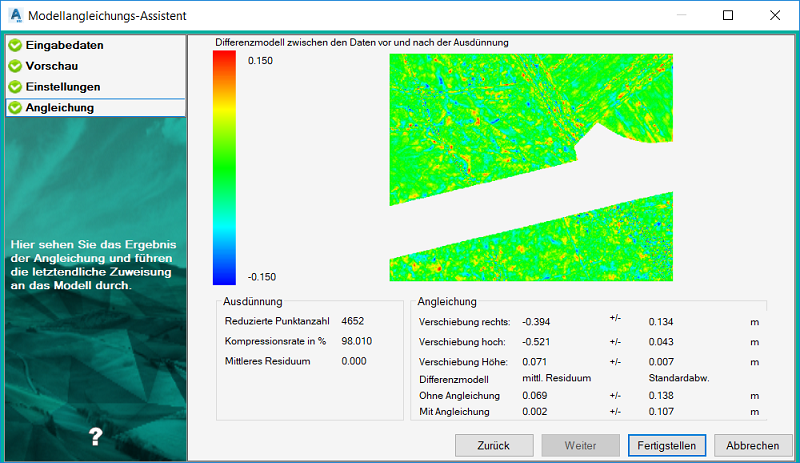 Modellangleichungs-Assistent
Eingabedaten
Vorschau
Einstellungen
Angleichung
Hier sehen Sie das Ergebnis
der Angleichung und führen
die letztendliche Zuweisung
an das Modell durch.
?
Differenzmodell zwischen den Daten vor und nach der Ausdünnung
0.150
-0.150
Ausdünnung
Reduzierte Punktanzahl 4652
Kompressionsrate in % 98.010
Mittleres Residuum 0.000
Angleichung
Verschiebung rechts: -0.394 +/- 0.134 m
Verschiebung hoch: -0.521 +/- 0.043 m
Verschiebung Höhe: 0.071 +/- 0.007 m
Differenzmodell mittl. Residuum Standardabw.
Ohne Angleichung 0.069 +/- 0.138 m
Mit Angleichung 0.002 +/- 0.107 m
Zurück Weiter Fertigstellen Abbrechen